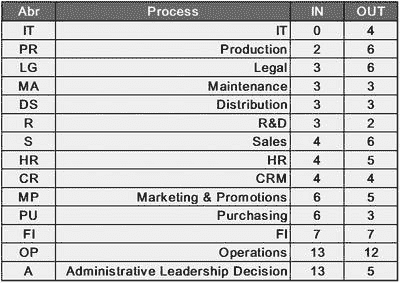 Abr Process IN OUT
IT IT 0 4
PR Production 2 6
LG Legal 3 6
MA Maintenance 3 3
DS Distribution 3 3
R R&D 3 2
S Sales 4 6
HR HR 4 5
CR CRM 4 4
MP Marketing & Promotions 6 5
PU Purchasing 6 3
FI FI 7 7
OP Operations 13 12
A Administrative Leadership Decision 13 5